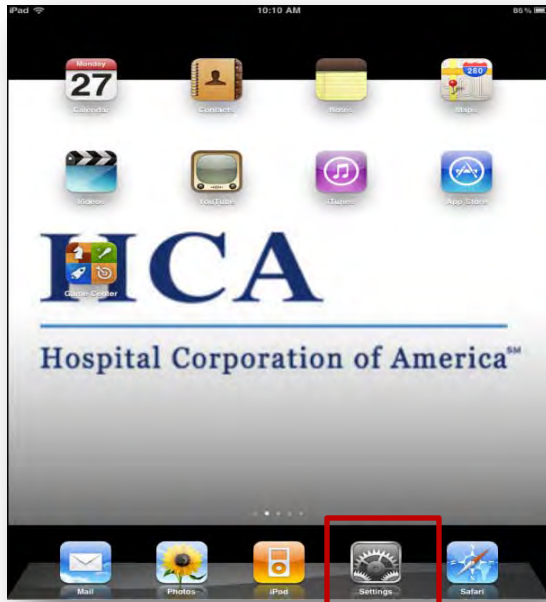 iPad 10:10 AM 86%
Monday
27
280
Calendar Contacts Notes Maps
Videos YouTube iTunes App Store
HCA
Game Center
Hospital Corporation of America℠
Mail Photos iPod Settings Safari